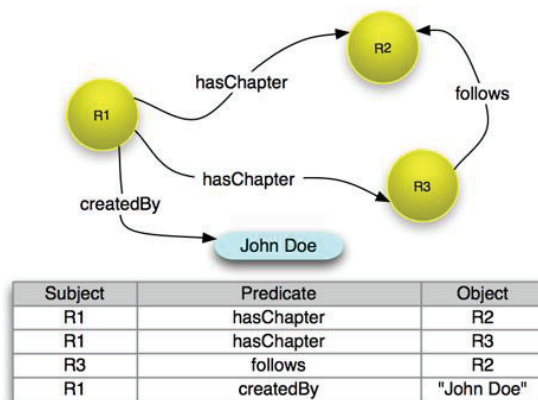 R2
hasChapter
follows
R1
hasChapter
R3
createdBy
John Doe
Subject Predicate Object
R1 hasChapter R2
R1 hasChapter R3
R3 follows R2
R1 createdBy "John Doe"